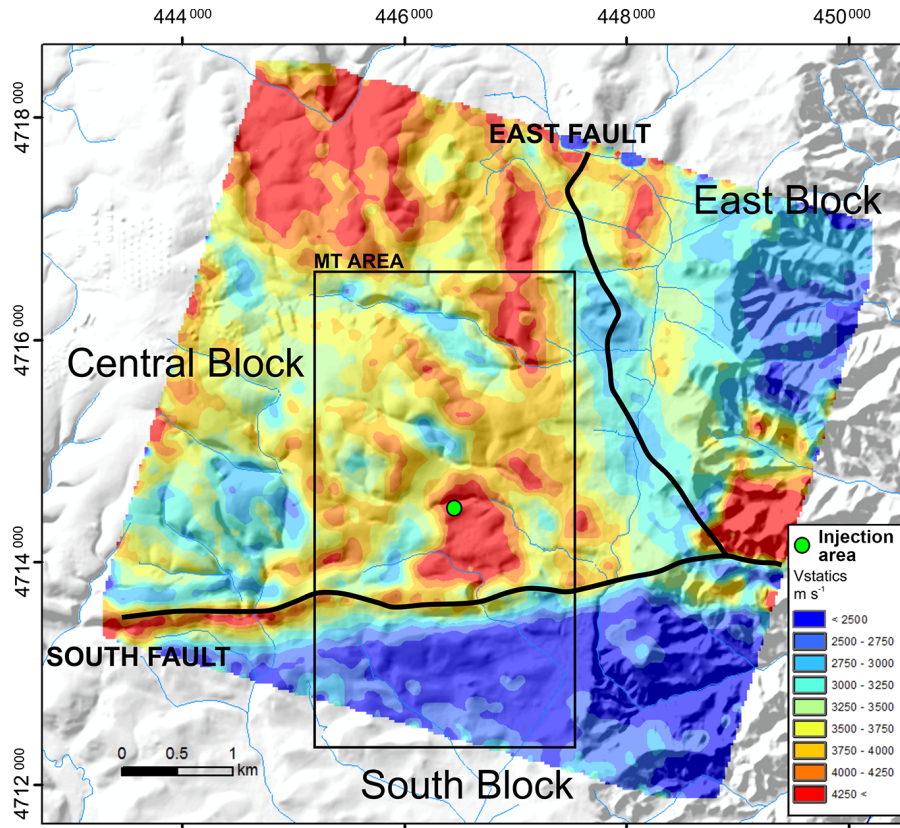 444 000 446 000 448 000 450 000
4718 000
4716 000
4714 000
4712 000
EAST FAULT
East Block
MT AREA
Central Block
SOUTH FAULT
South Block
0 0.5 1
km
Injection
area
Vstatics
m s-1
< 2500
2500 - 2750
2750 - 3000
3000 - 3250
3250 - 3500
3500 - 3750
3750 - 4000
4000 - 4250
4250 <